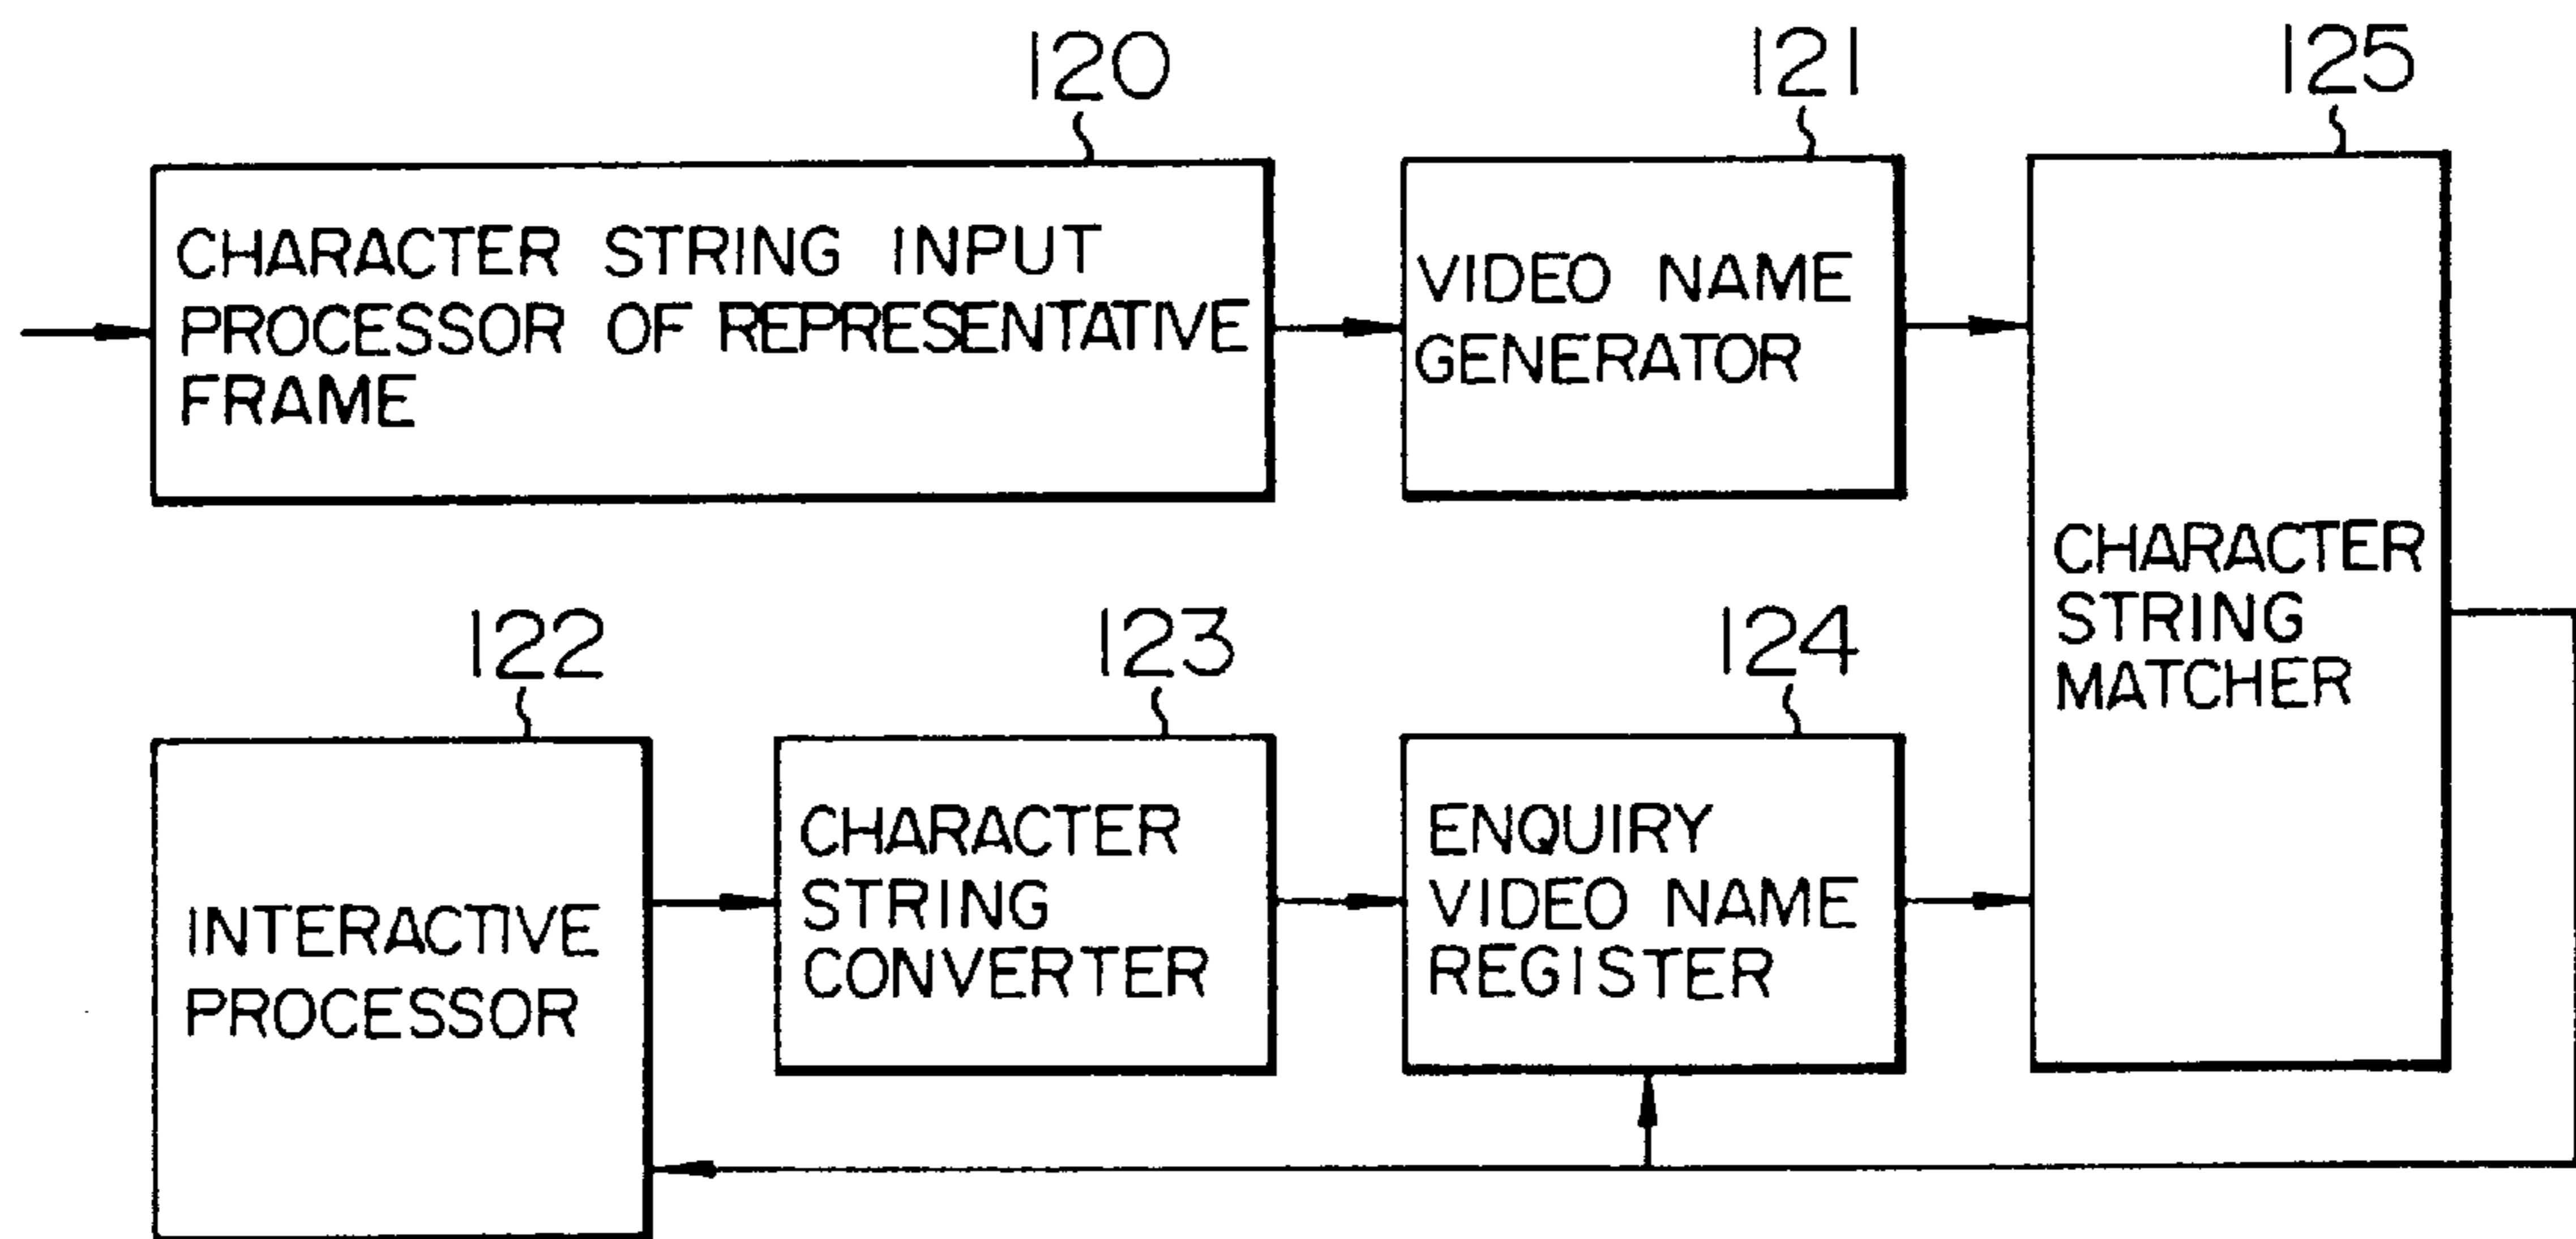 120
121
125
CHARACTER STRING INPUT
PROCESSOR OF REPRESENTATIVE
FRAME
VIDEO NAME
GENERATOR
CHARACTER
STRING
MATCHER
122
123
124
INTERACTIVE
PROCESSOR
CHARACTER
STRING
CONVERTER
ENQUIRY
VIDEO NAME
REGISTER